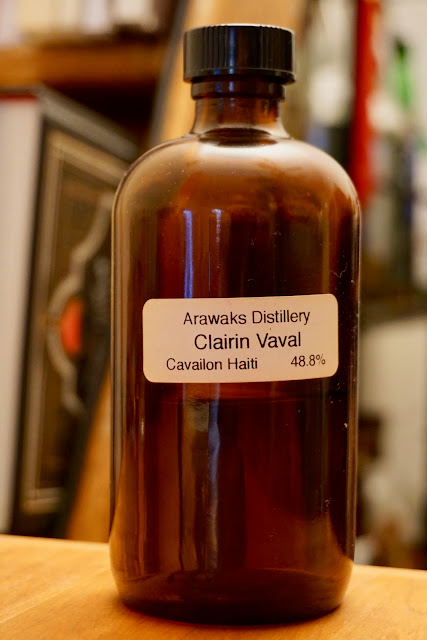 Arawaks Distillery
Clairin Vaval
Cavailon Haiti 48.8%